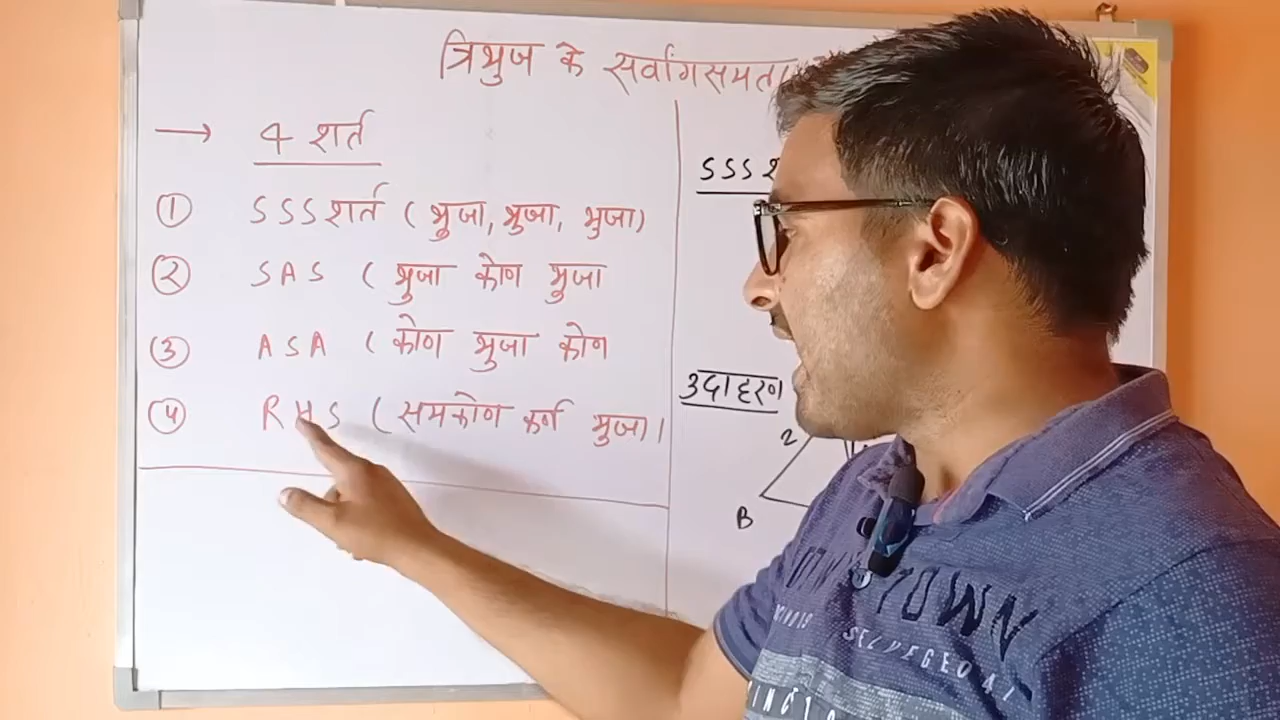 त्रिभुज के सर्वांगसमता
→ 4 शर्त
① SSS शर्त ( भुजा, भुजा, भुजा)
② SAS ( भुजा कोण भुजा
③ ASA ( कोण भुजा कोण
④ RHS ( समकोण कर्ण भुजा।
SSS
उदाहरण
2
B
TOWN